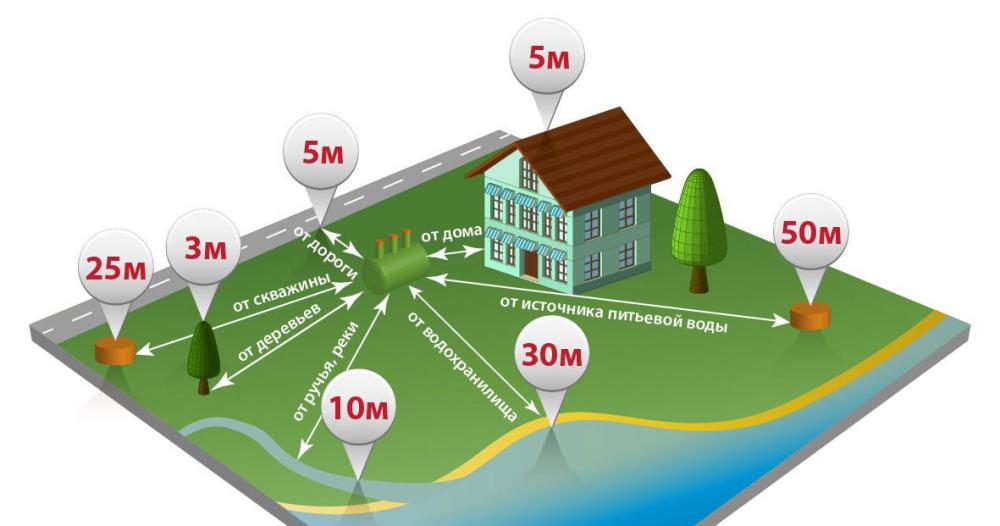 5м
5м
от дома
от дороги
3м
50м
25м
от скважины
от источника питьевой воды
от деревьев
от ручья, реки
от водохранилища
30м
10м